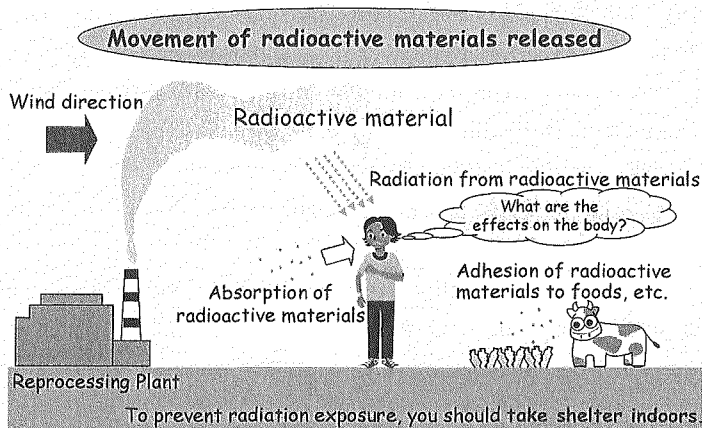 Movement of radioactive materials released
Wind direction
Radioactive material
Radiation from radioactive materials
What are the
effects on the body?
Absorption of
radioactive materials
Adhesion of radioactive
materials to foods, etc.
Reprocessing Plant
To prevent radiation exposure, you should take shelter indoors.